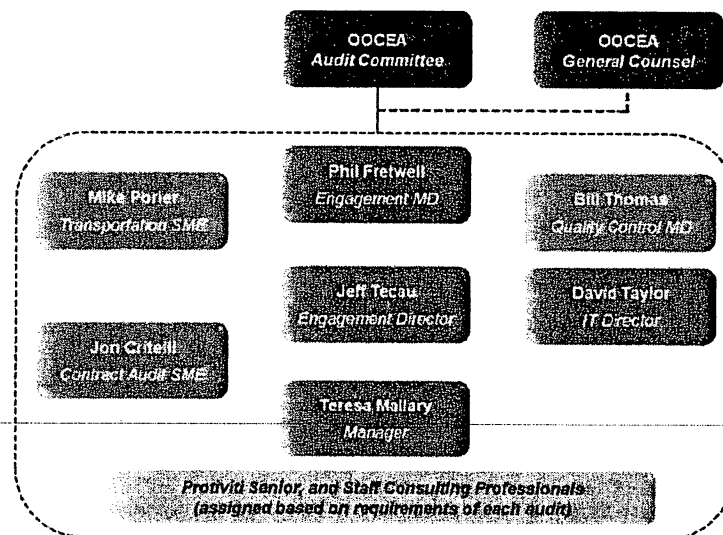 OOCEA
Audit Committee
OOCEA
General Counsel
Phil Fretwell
Engagement MD
Mike Porier
Transportation SME
Bill Thomas
Quality Control MD
Jeff Tecau
Engagement Director
David Taylor
IT Director
Jon Critelli
Contract Audit SME
Teresa Mallary
Manager
Protiviti Senior, and Staff Consulting Professionals
(assigned based on requirements of each audit)